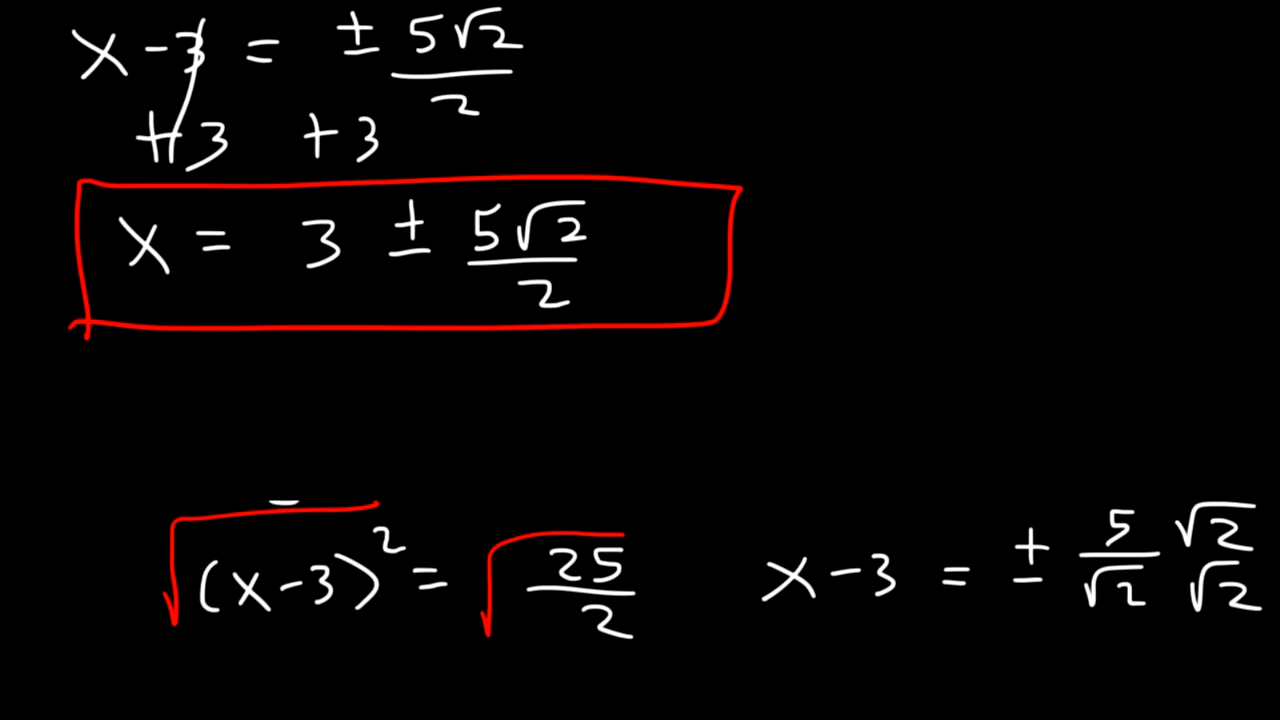 x - 3 = ± 5√2/2
+3 +3
x = 3 ± 5√2/2
√(x-3)² = √25/2 x - 3 = ± 5/√2 √2/√2